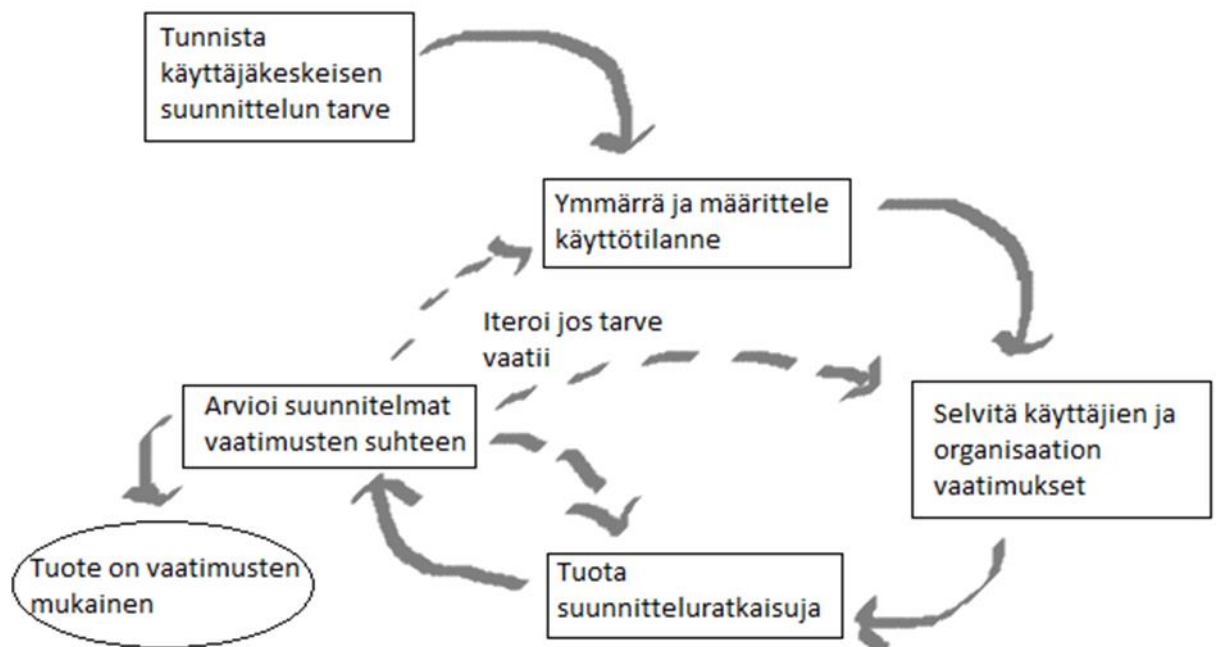 Tunnista
käyttäjäkeskeisen
suunnittelun tarve
Ymmärrä ja määrittele
käyttötilanne
Iteroi jos tarve
vaatii
Arvioi suunnitelmat
vaatimusten suhteen
Selvitä käyttäjien ja
organisaation
vaatimukset
Tuote on vaatimusten
mukainen
Tuota
suunnitteluratkaisuja